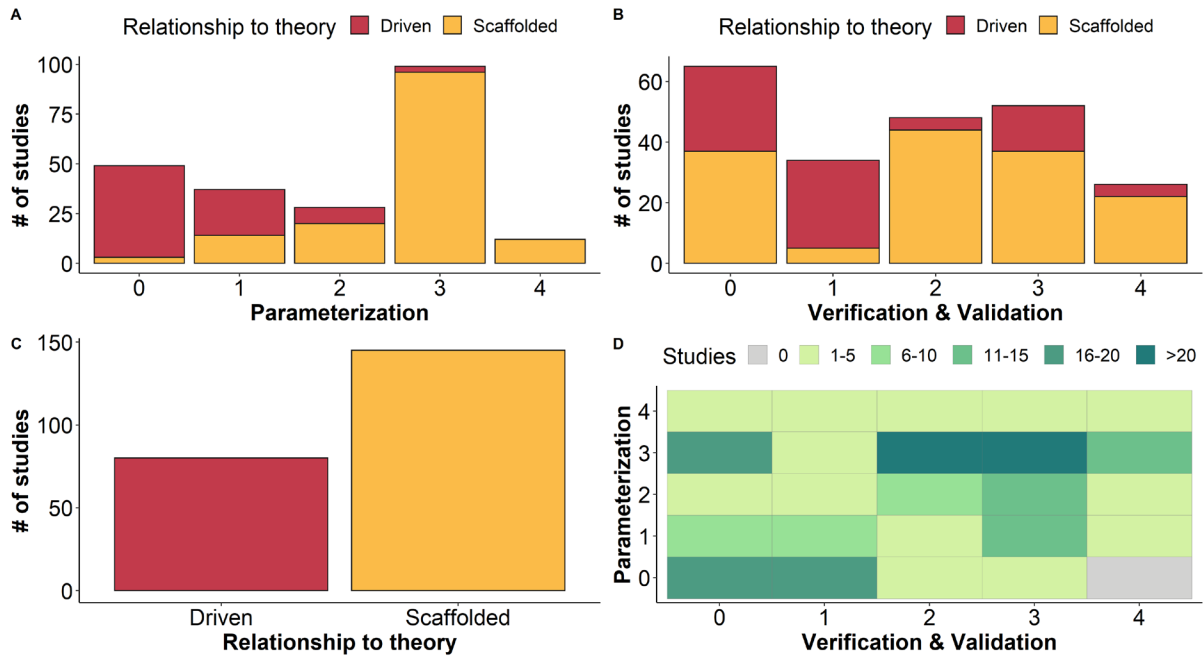 A
Relationship to theory Driven Scaffolded
# of studies
100
75
50
25
0
0 1 2 3 4
Parameterization
B
Relationship to theory Driven Scaffolded
# of studies
60
40
20
0
0 1 2 3 4
Verification & Validation
C
# of studies
150
100
50
0
Driven Scaffolded
Relationship to theory
D
Studies 0 1-5 6-10 11-15 16-20 >20
Parameterization
4
3
2
1
0
0 1 2 3 4
Verification & Validation